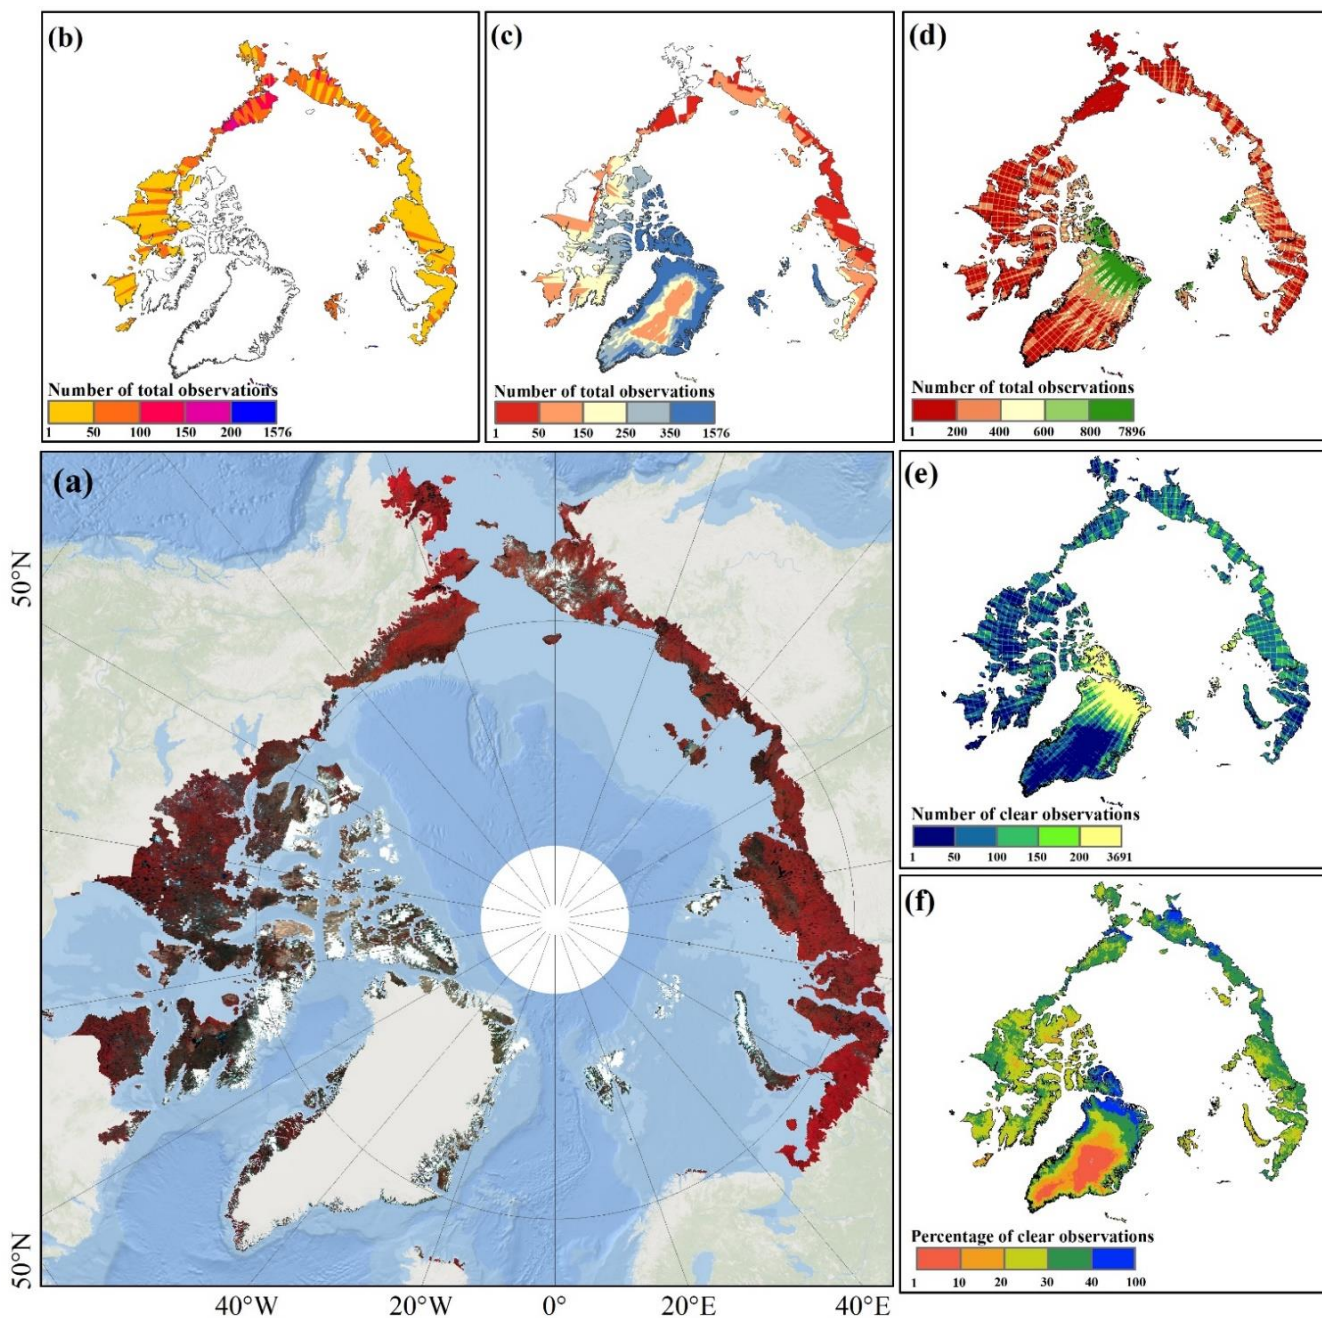 (b)
Number of total observations
1 50 100 150 200 1576
(c)
Number of total observations
1 50 150 250 350 1576
(d)
Number of total observations
1 200 400 600 800 7896
(a)
50°N
50°N
40°W 20°W 0° 20°E 40°E
(e)
Number of clear observations
1 50 100 150 200 3691
(f)
Percentage of clear observations
1 10 20 30 40 100